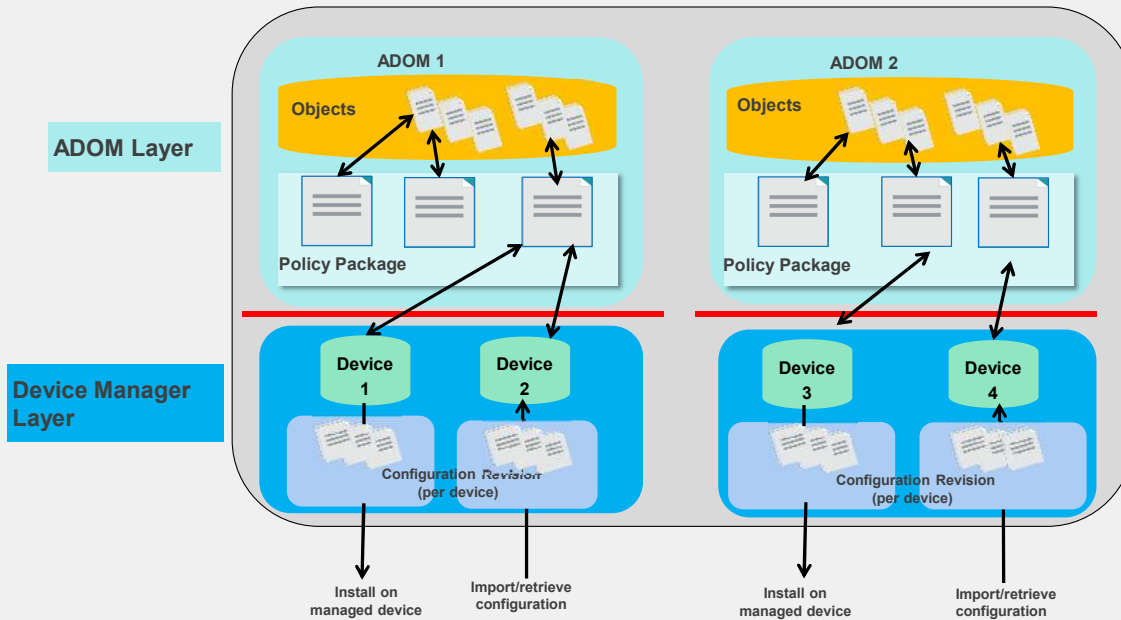 ADOM 1
ADOM 2
Objects
Objects
ADOM Layer
Policy Package
Policy Package
Device Manager
Layer
Device
1
Device
2
Device
3
Device
4
Configuration Revision
(per device)
Configuration Revision
(per device)
Install on
managed device
Import/retrieve
configuration
Install on
managed device
Import/retrieve
configuration